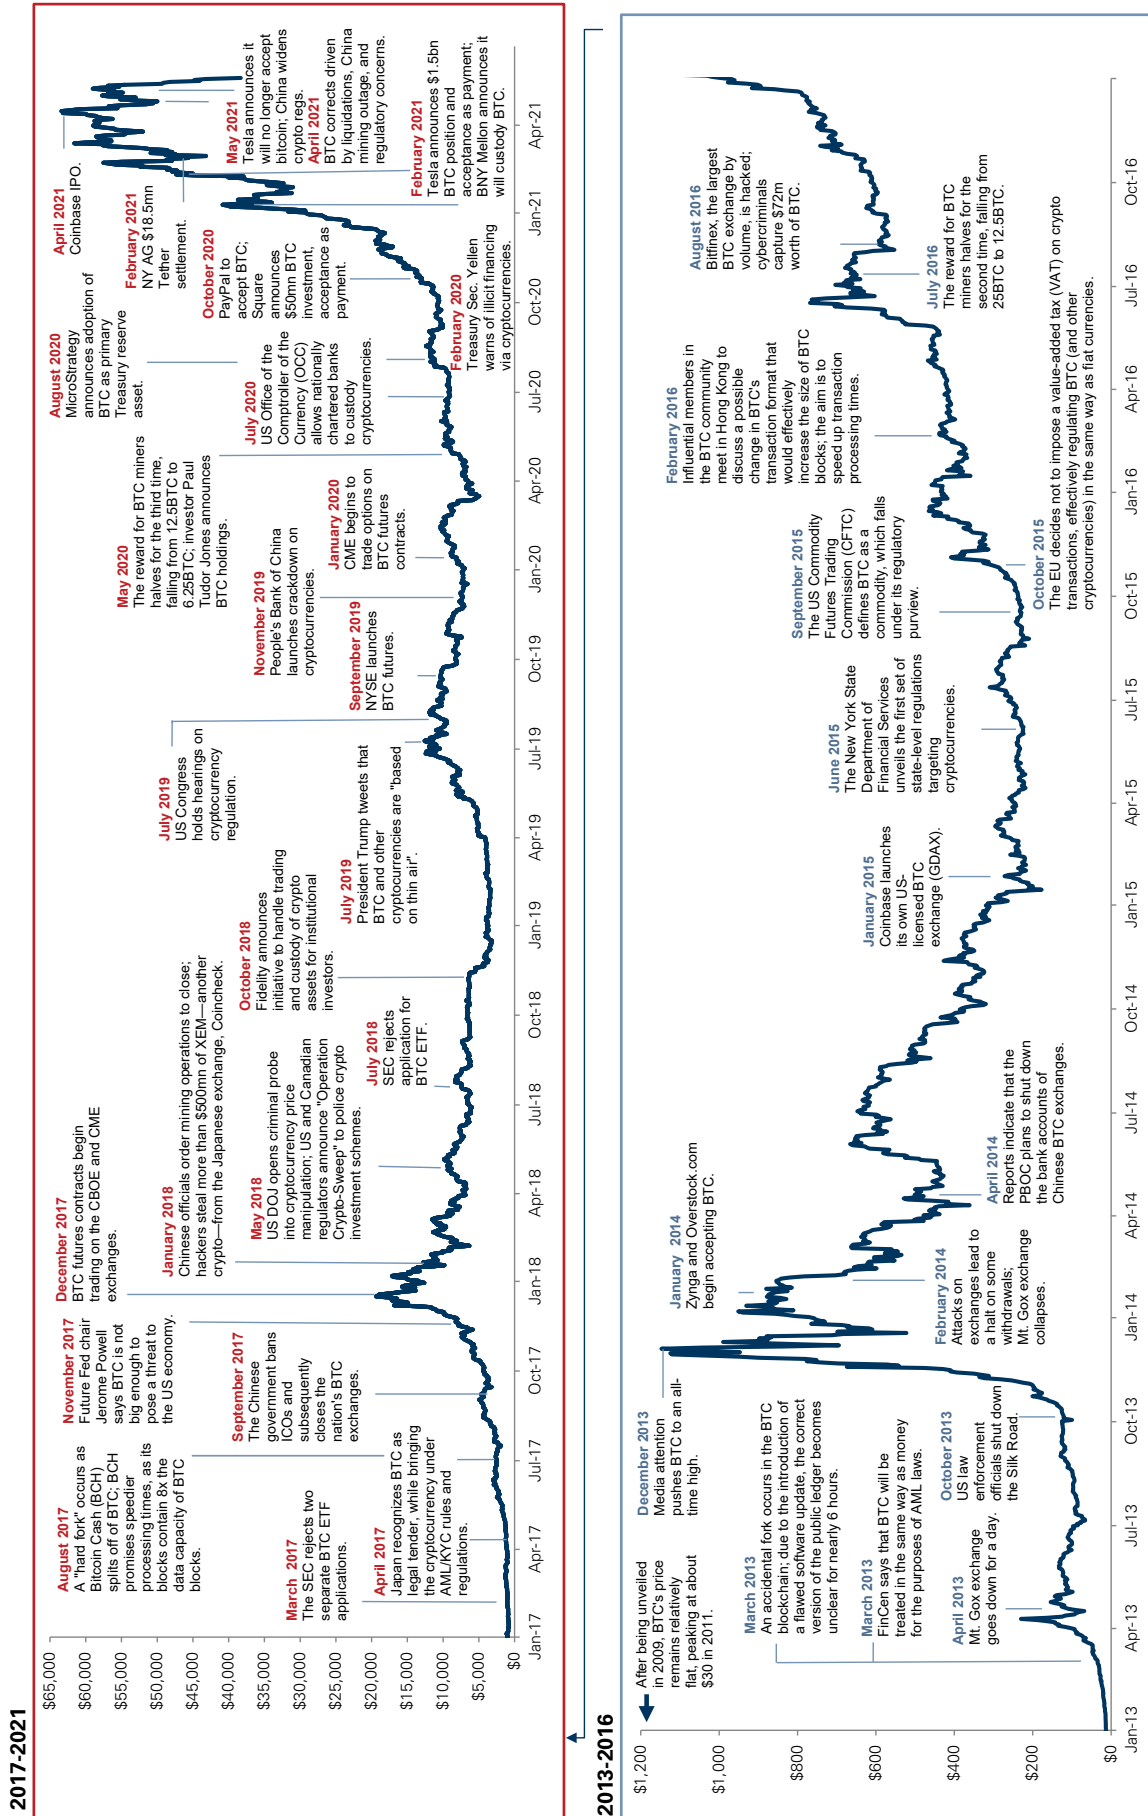 2017-2021
$65,000
$60,000
$55,000
$50,000
$45,000
$40,000
$35,000
$30,000
$25,000
$20,000
$15,000
$10,000
$5,000
$0
Jan-17
Apr-17
Jul-17
Oct-17
Jan-18
Apr-18
Jul-18
Oct-18
Jan-19
Apr-19
Jul-19
Oct-19
Jan-20
Apr-20
Jul-20
Oct-20
Jan-21
Apr-21
August 2017
A "hard fork" occurs as
Bitcoin Cash (BCH)
splits off of BTC; BCH
promises speedier
processing times, as its
blocks contain 8x the
data capacity of BTC
blocks.
March 2017
The SEC rejects two
separate BTC ETF
applications.
April 2017
Japan recognizes BTC as
legal tender, while bringing
the cryptocurrency under
AML/KYC rules and
regulations.
November 2017
Future Fed chair
Jerome Powell
says BTC is not
big enough to
pose a threat to
the US economy.
September 2017
The Chinese
government bans
ICOs and
subsequently
closes the
nation's BTC
exchanges.
December 2017
BTC futures contracts begin
trading on the CBOE and CME
exchanges.
January 2018
Chinese officials order mining operations to close;
hackers steal more than $500mn of XEM—another
crypto—from the Japanese exchange, Coincheck.
May 2018
US DOJ opens criminal probe
into cryptocurrency price
manipulation; US and Canadian
regulators announce "Operation
Crypto-Sweep" to police crypto
investment schemes.
July 2018
SEC rejects
application for
BTC ETF.
October 2018
Fidelity announces
initiative to handle trading
and custody of crypto
assets for institutional
investors.
July 2019
US Congress
holds hearings on
cryptocurrency
regulation.
July 2019
President Trump tweets that
BTC and other
cryptocurrencies are "based
on thin air".
September 2019
NYSE launches
BTC futures.
November 2019
People's Bank of China
launches crackdown on
cryptocurrencies.
January 2020
CME begins to
trade options on
BTC futures
contracts.
May 2020
The reward for BTC miners
halves for the third time,
falling from 12.5BTC to
6.25BTC; investor Paul
Tudor Jones announces
BTC holdings.
July 2020
US Office of the
Comptroller of the
Currency (OCC)
allows nationally
chartered banks
to custody
cryptocurrencies.
August 2020
MicroStrategy
announces adoption of
BTC as primary
Treasury reserve
asset.
October 2020
PayPal to
accept BTC;
Square
announces
$50mn BTC
investment,
acceptance as
payment.
February 2020
Treasury Sec. Yellen
warns of illicit financing
via cryptocurrencies.
April 2021
Coinbase IPO.
February 2021
NY AG $18.5mn
Tether
settlement.
May 2021
Tesla announces it
will no longer accept
bitcoin; China widens
crypto regs.
April 2021
BTC corrects driven
by liquidations, China
mining outage, and
regulatory concerns.
February 2021
Tesla announces $1.5bn
BTC position and
acceptance as payment;
BNY Mellon announces it
will custody BTC.
2013-2016
$1,200
$1,000
$800
$600
$400
$200
$0
Jan-13
Apr-13
Jul-13
Oct-13
Jan-14
Apr-14
Jul-14
Oct-14
Jan-15
Apr-15
Jul-15
Oct-15
Jan-16
Apr-16
Jul-16
Oct-16
After being unveiled
in 2009, BTC's price
remains relatively
flat, peaking at about
$30 in 2011.
March 2013
An accidental fork occurs in the BTC
blockchain; due to the introduction of
a flawed software update, the correct
version of the public ledger becomes
unclear for nearly 6 hours.
March 2013
FinCen says that BTC will be
treated in the same way as money
for the purposes of AML laws.
April 2013
Mt. Gox exchange
goes down for a day.
October 2013
US law
enforcement
officials shut down
the Silk Road.
December 2013
Media attention
pushes BTC to an all-
time high.
January 2014
Zynga and Overstock.com
begin accepting BTC.
February 2014
Attacks on
exchanges lead to
a halt on some
withdrawals;
Mt. Gox exchange
collapses.
April 2014
Reports indicate that the
PBOC plans to shut down
the bank accounts of
Chinese BTC exchanges.
January 2015
Coinbase launches
its own US-
licensed BTC
exchange (GDAX).
June 2015
The New York State
Department of
Financial Services
unveils the first set of
state-level regulations
targeting
cryptocurrencies.
September 2015
The US Commodity
Futures Trading
Commission (CFTC)
defines BTC as a
commodity, which falls
under its regulatory
purview.
October 2015
The EU decides not to impose a value-added tax (VAT) on crypto
transactions, effectively regulating BTC (and other
cryptocurrencies) in the same way as fiat currencies.
February 2016
Influential members in
the BTC community
meet in Hong Kong to
discuss a possible
change in BTC's
transaction format that
would effectively
increase the size of BTC
blocks; the aim is to
speed up transaction
processing times.
July 2016
The reward for BTC
miners halves for the
second time, falling from
25BTC to 12.5BTC.
August 2016
Bitfinex, the largest
BTC exchange by
volume, is hacked;
cybercriminals
capture $72m
worth of BTC.